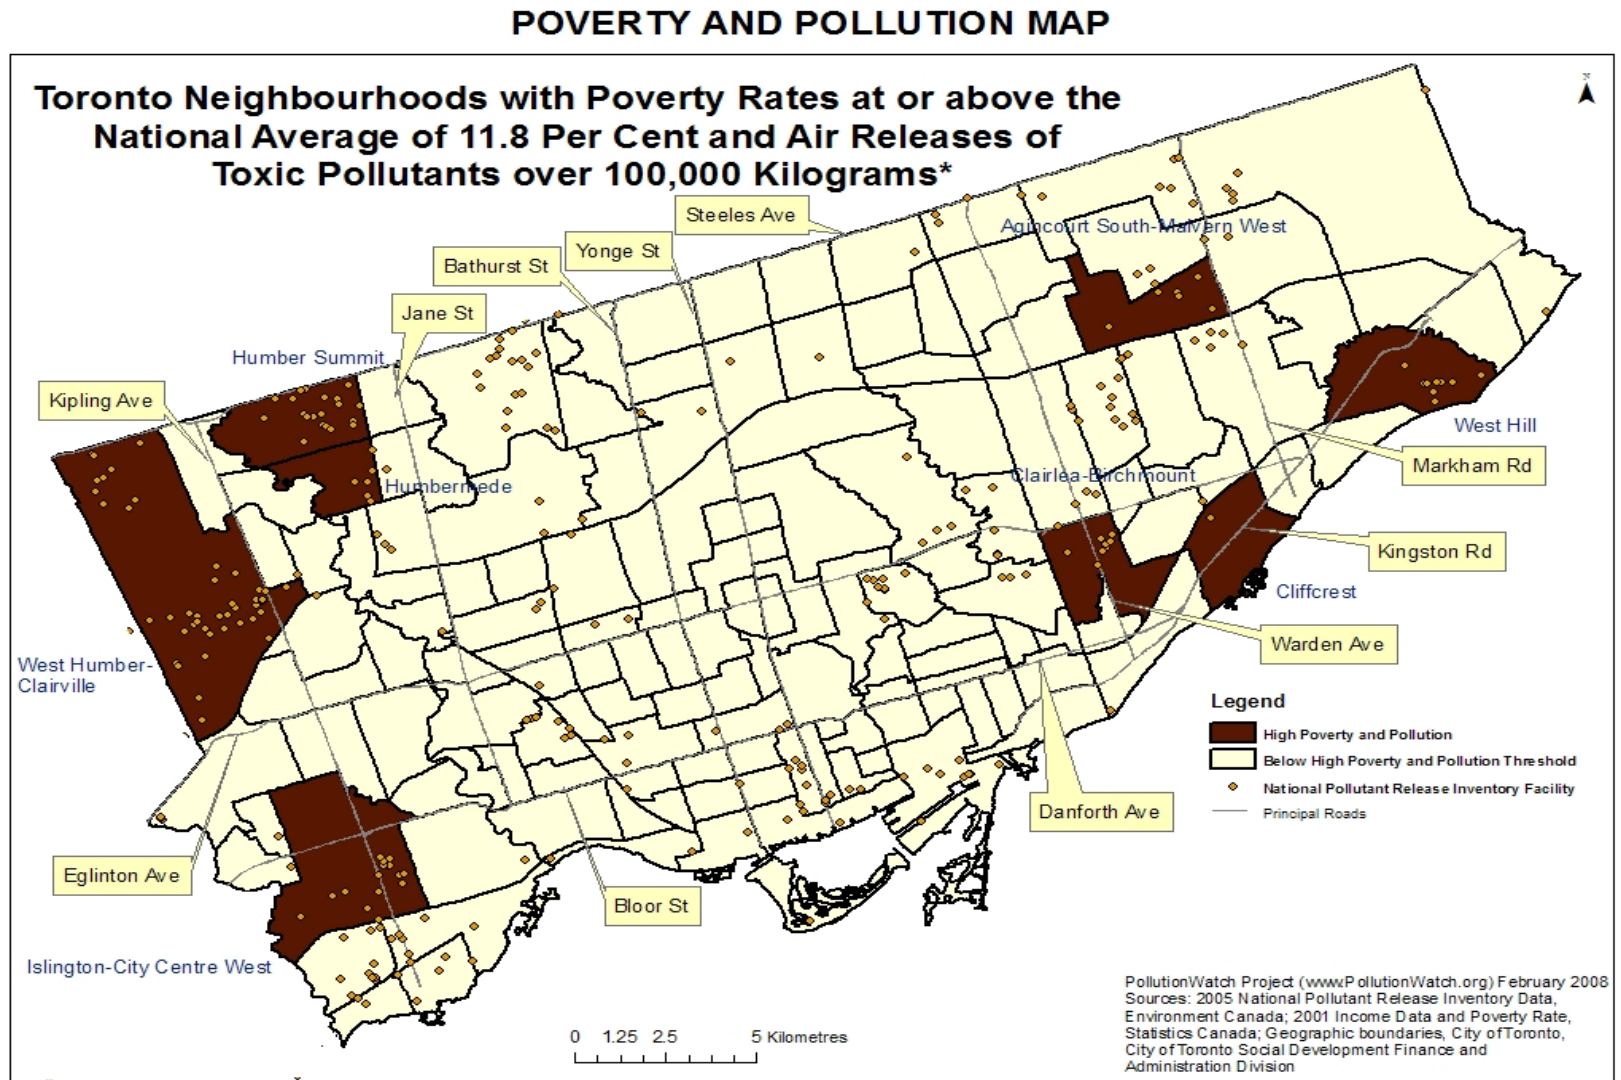 POVERTY AND POLLUTION MAP
Toronto Neighbourhoods with Poverty Rates at or above the
National Average of 11.8 Per Cent and Air Releases of
Toxic Pollutants over 100,000 Kilograms*
N
Steeles Ave
Agincourt South-Malvern West
Yonge St
Bathurst St
Jane St
Humber Summit
Kipling Ave
West Hill
Markham Rd
Clairlea-Birchmount
Humbermede
Kingston Rd
Cliffcrest
Warden Ave
West Humber-
Clairville
Legend
High Poverty and Pollution
Below High Poverty and Pollution Threshold
National Pollutant Release Inventory Facility
Principal Roads
Danforth Ave
Eglinton Ave
Bloor St
Islington-City Centre West
0 1.25 2.5 5 Kilometres
PollutionWatch Project (www.PollutionWatch.org) February 2008
Sources: 2005 National Pollutant Release Inventory Data,
Environment Canada; 2001 Income Data and Poverty Rate,
Statistics Canada; Geographic boundaries, City of Toronto,
City of Toronto Social Development Finance and
Administration Division